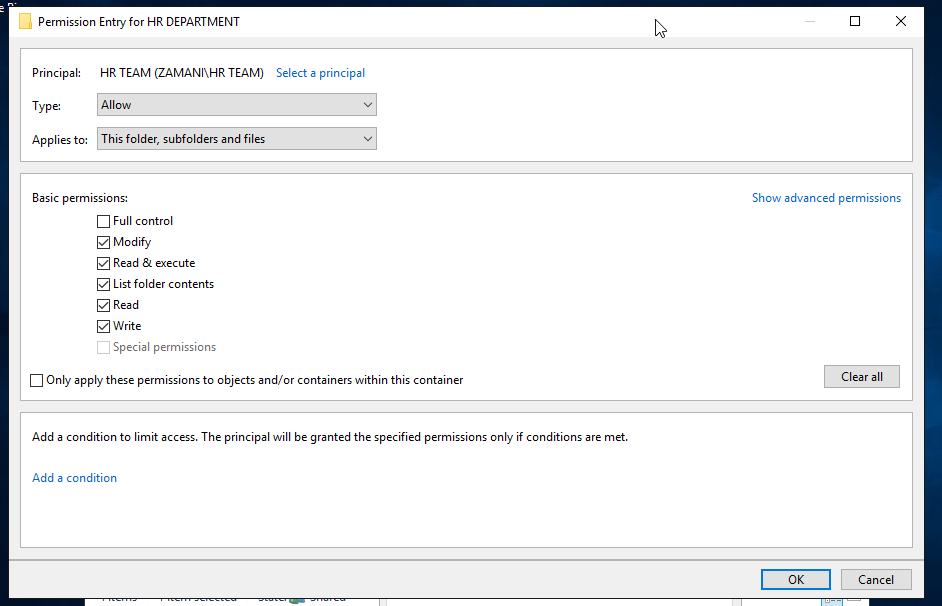 Permission Entry for HR DEPARTMENT
Principal: HR TEAM (ZAMANI\HR TEAM) Select a principal
Type: Allow
Applies to: This folder, subfolders and files
Basic permissions: Show advanced permissions
Full control
Modify
Read & execute
List folder contents
Read
Write
Special permissions
Only apply these permissions to objects and/or containers within this container
Clear all
Add a condition to limit access. The principal will be granted the specified permissions only if conditions are met.
Add a condition
OK Cancel